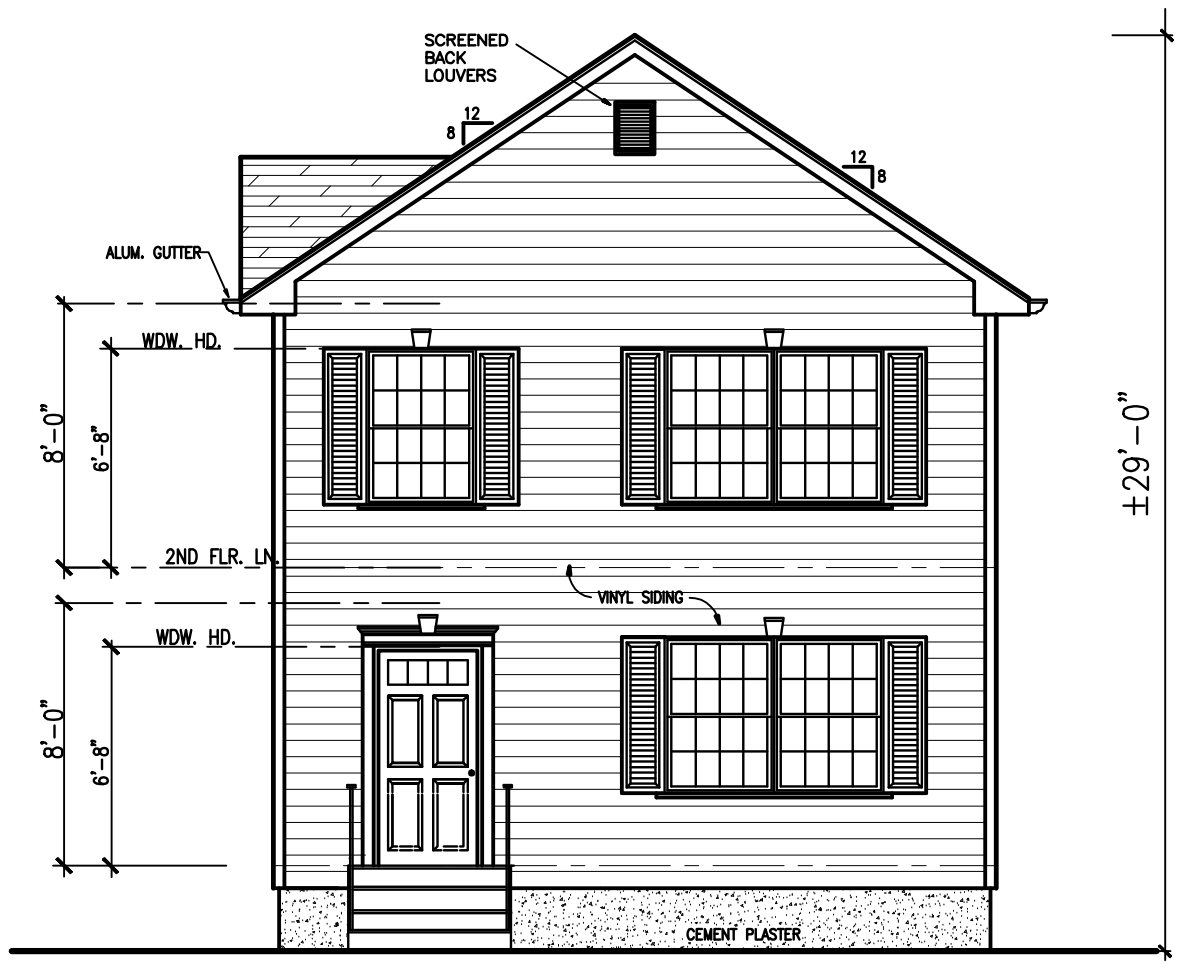 SCREENED
BACK
LOUVERS
12
8
12
8
ALUM. GUTTER
WDW. HD.
8'-0"
6'-8"
±29'-0"
2ND FLR. LN.
VINYL SIDING
WDW. HD.
8'-0"
6'-8"
CEMENT PLASTER